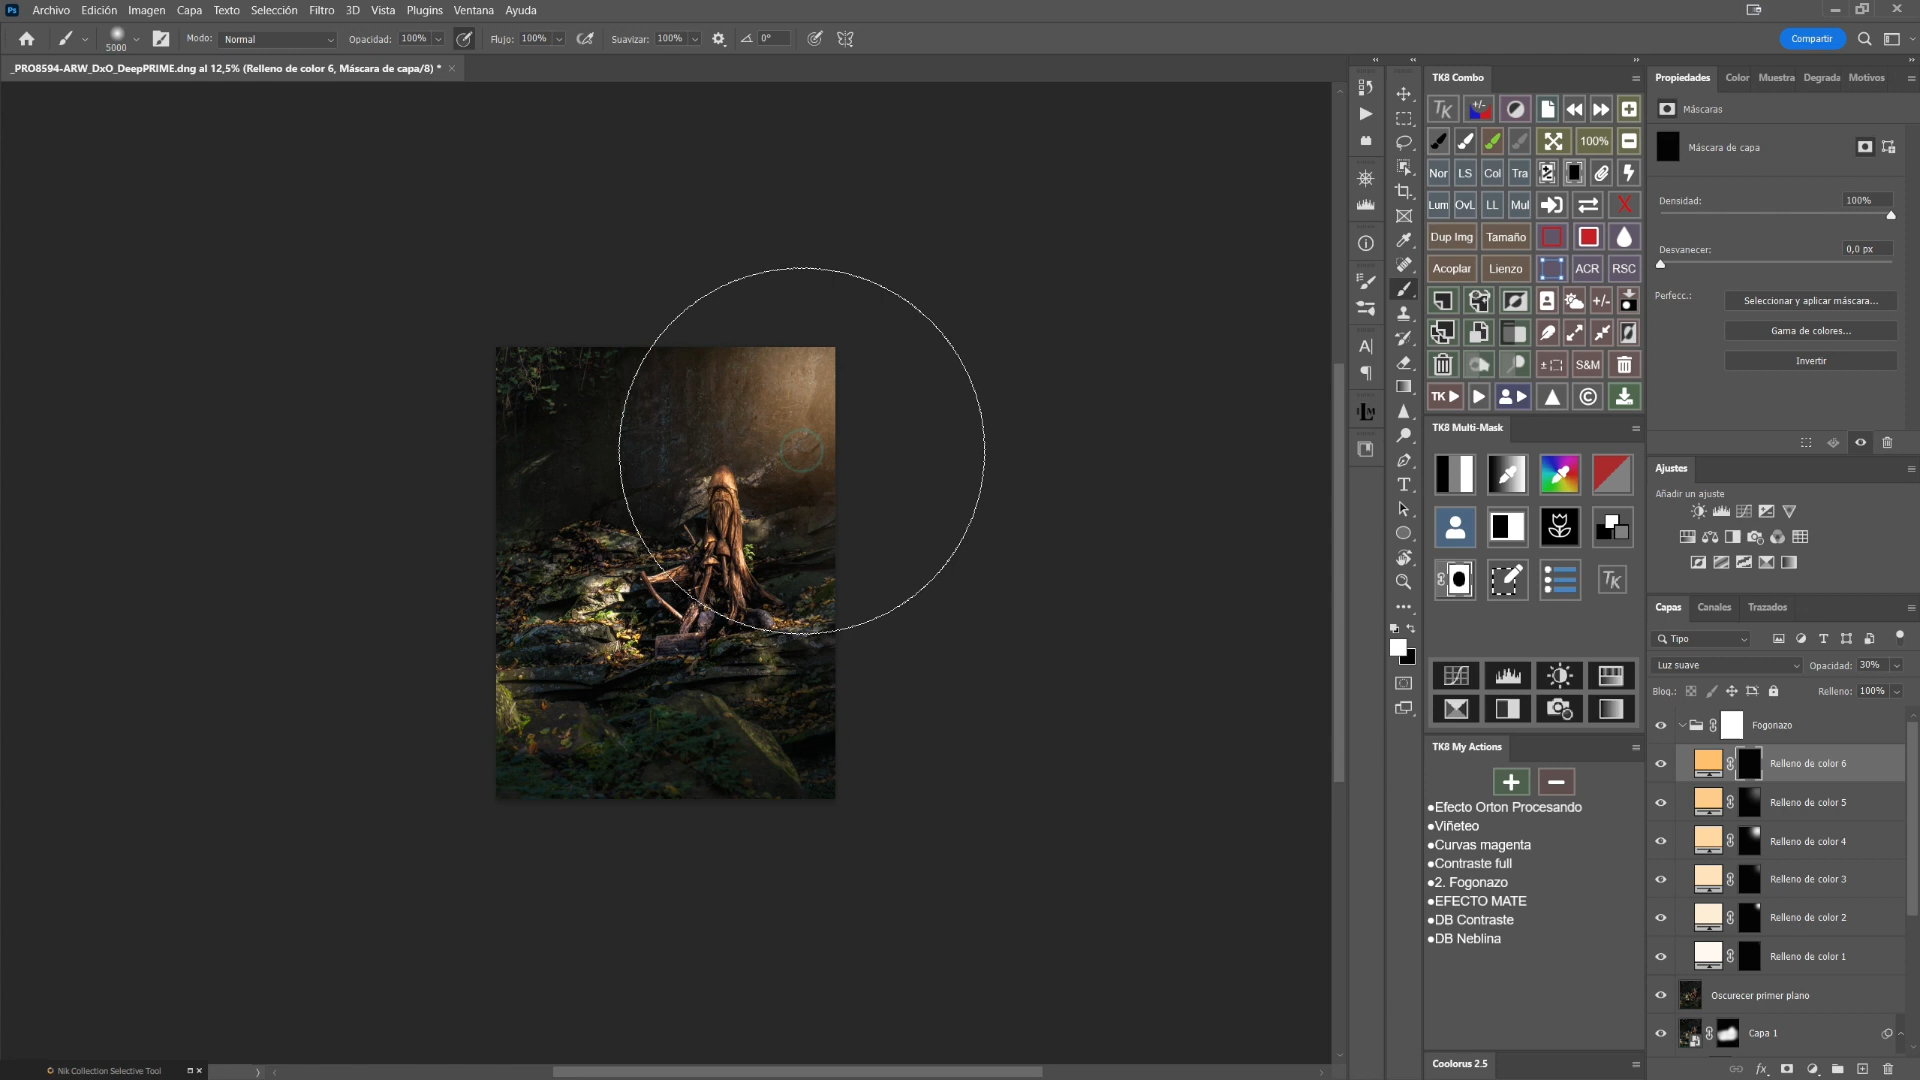 Ps Archivo Edición Imagen Capa Texto Selección Filtro 3D Vista Plugins Ventana Ayuda
5000 Modo: Normal Opacidad: 100% Flujo: 100% Suavizar: 100% 0° Compartir
_PRO8594-ARW_DxO_DeepPRIME.dng al 12,5% (Relleno de color 6, Máscara de capa/8) *
TK8 Combo
TK +/-
100%
Nor LS Col Tra
Lum OvL LL Mul X
Dup Img Tamaño
Acoplar Lienzo ACR RSC
+/-
S&M
TK ©
TK8 Multi-Mask
TK
TK8 My Actions
●Efecto Orton Procesando
●Viñeteo
●Curvas magenta
●Contraste full
●2. Fogonazo
●EFECTO MATE
●DB Contraste
●DB Neblina
Coolorus 2.5
Propiedades Color Muestra Degrada Motivos
Máscaras
Máscara de capa
Densidad: 100%
Desvanecer: 0,0 px
Perfecc.: Seleccionar y aplicar máscara...
Gama de colores...
Invertir
Ajustes
Añadir un ajuste
Capas Canales Trazados
Tipo
Luz suave Opacidad: 30%
Bloq.: Relleno: 100%
Fogonazo
Relleno de color 6
Relleno de color 5
Relleno de color 4
Relleno de color 3
Relleno de color 2
Relleno de color 1
Oscurecer primer plano
Capa 1
fx
Nik Collection Selective Tool